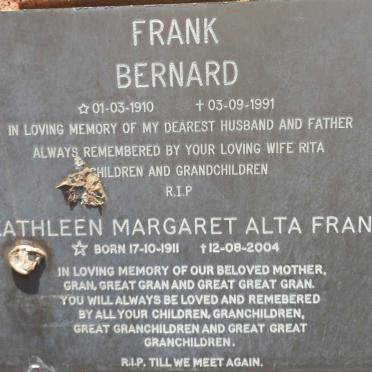 FRANK
BERNARD
☆01-03-1910 †03-09-1991
IN LOVING MEMORY OF MY DEAREST HUSBAND AND FATHER
ALWAYS REMEMBERED BY YOUR LOVING WIFE RITA
CHILDREN AND GRANDCHILDREN
R.I.P
KATHLEEN MARGARET ALTA FRANK
☆ BORN 17-10-1911 †12-08-2004
IN LOVING MEMORY OF OUR BELOVED MOTHER,
GRAN, GREAT GRAN AND GREAT GREAT GRAN.
YOU WILL ALWAYS BE LOVED AND REMEBERED
BY ALL YOUR CHILDREN, GRANCHILDREN,
GREAT GRANCHILDREN AND GREAT GREAT
GRANCHILDREN.
R.I.P. TILL WE MEET AGAIN.